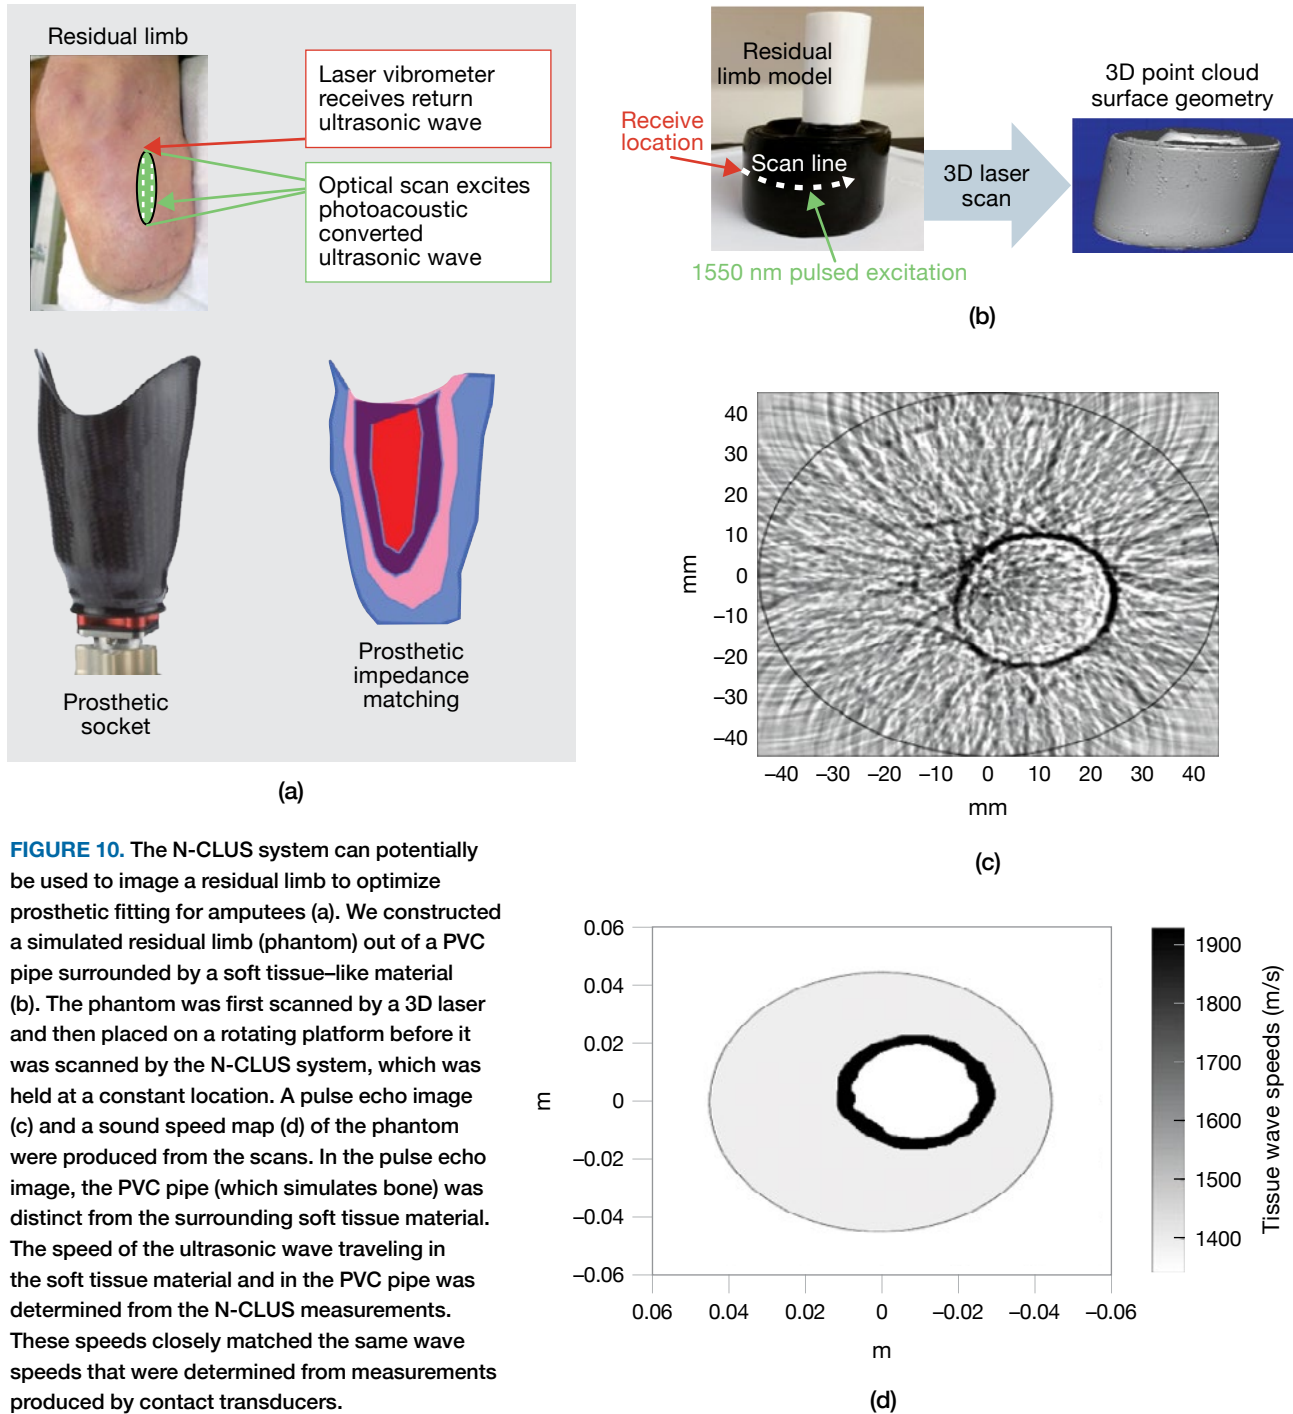 Residual limb
Laser vibrometer
receives return
ultrasonic wave
Optical scan excites
photoacoustic
converted
ultrasonic wave
Prosthetic
socket
Prosthetic
impedance
matching
(a)
Residual
limb model
Receive
location
Scan line
1550 nm pulsed excitation
3D laser
scan
3D point cloud
surface geometry
(b)
40
30
20
10
0
–10
–20
–30
–40
mm
–40 –30 –20 –10 0 10 20 30 40
mm
(c)
FIGURE 10. The N-CLUS system can potentially
be used to image a residual limb to optimize
prosthetic fitting for amputees (a). We constructed
a simulated residual limb (phantom) out of a PVC
pipe surrounded by a soft tissue–like material
(b). The phantom was first scanned by a 3D laser
and then placed on a rotating platform before it
was scanned by the N-CLUS system, which was
held at a constant location. A pulse echo image
(c) and a sound speed map (d) of the phantom
were produced from the scans. In the pulse echo
image, the PVC pipe (which simulates bone) was
distinct from the surrounding soft tissue material.
The speed of the ultrasonic wave traveling in
the soft tissue material and in the PVC pipe was
determined from the N-CLUS measurements.
These speeds closely matched the same wave
speeds that were determined from measurements
produced by contact transducers.
0.06
0.04
0.02
0
–0.02
–0.04
–0.06
m
0.06 0.04 0.02 0 –0.02 –0.04 –0.06
m
1900
1800
1700
1600
1500
1400
Tissue wave speeds (m/s)
(d)